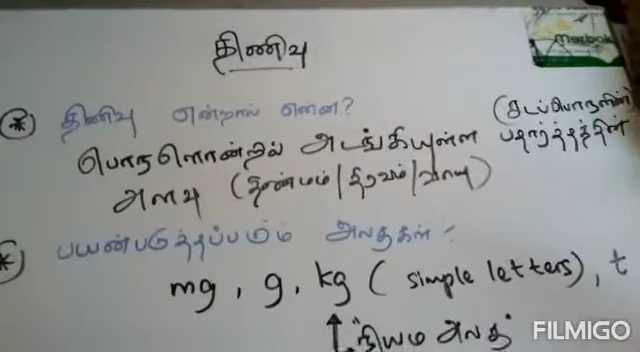 திணிவு
Mazbok
(*) திணிவு என்றால் என்ன?
(சடப்பொருளின்)
பொருளொன்றில் அடங்கியுள்ள பதார்த்தத்தின்
அளவு (திண்மம்/திரவம்/வாயு)
* பயன்படுத்தப்படும் அலகுகள் :
mg, g, kg (simple letters), t
"நியம அலகு
FILMIGO